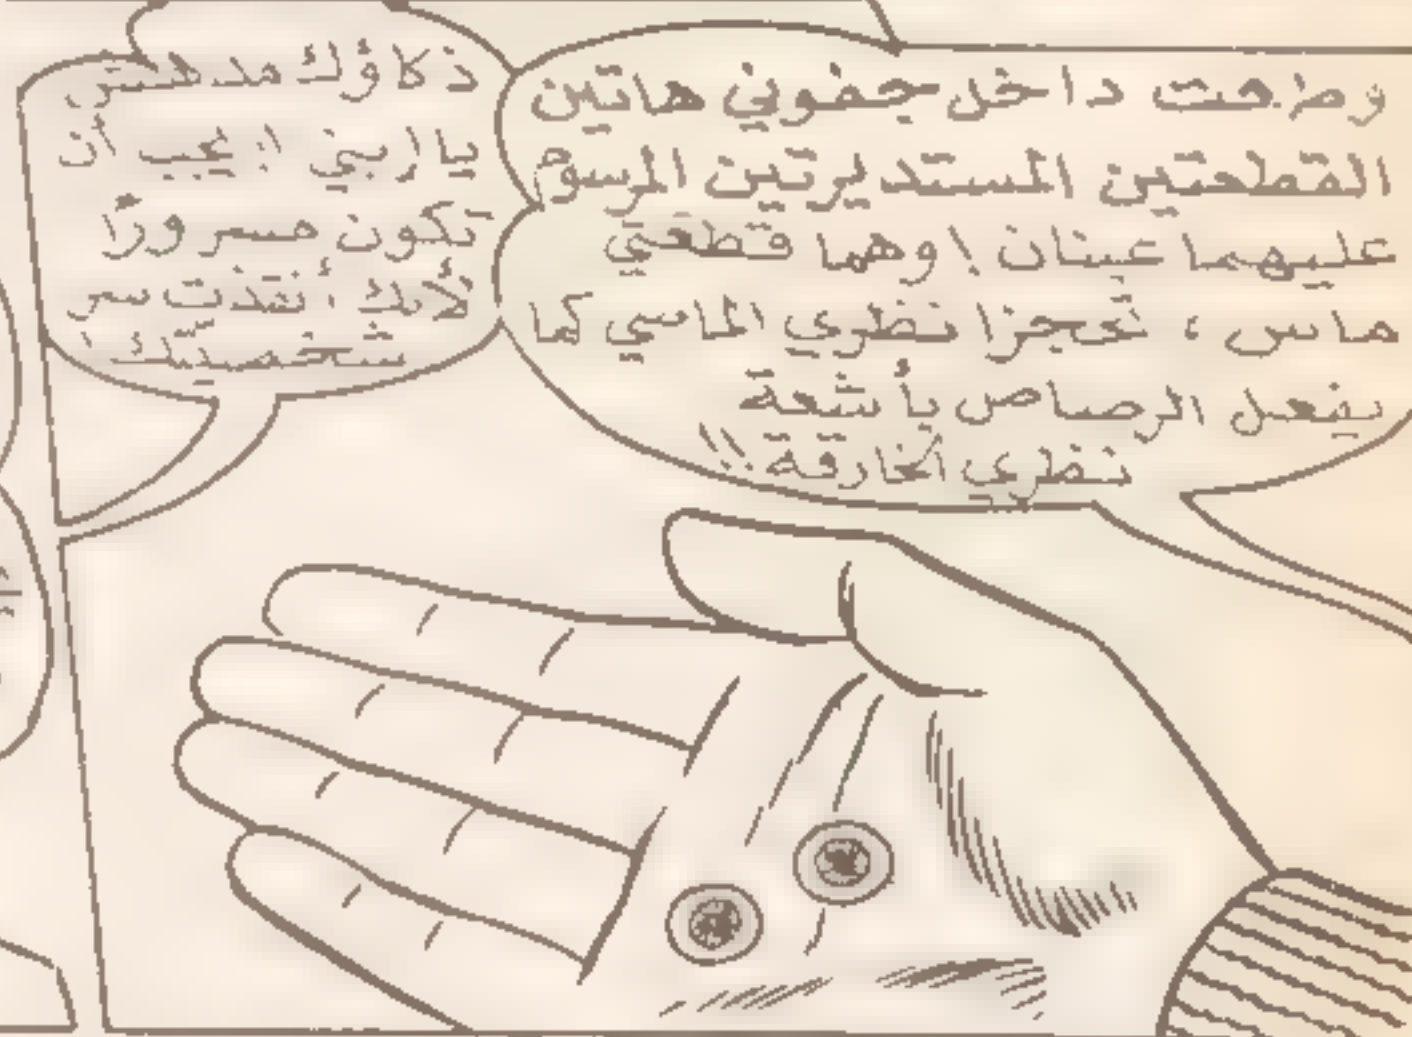 وضعت داخل جفوني هاتين
القطعتين المستديرتين المرسوم
عليهما عينان ! وهما قطعتي
ماس ، تحجزا نظري الماسي كما
يفعل الرصاص بأشعة
نظري الخارقة !!
ذكاؤك مدهش
يا اربني ! يجب أن
تكون مسرورًا
لأنك أنقذت سر
شخصيتك !